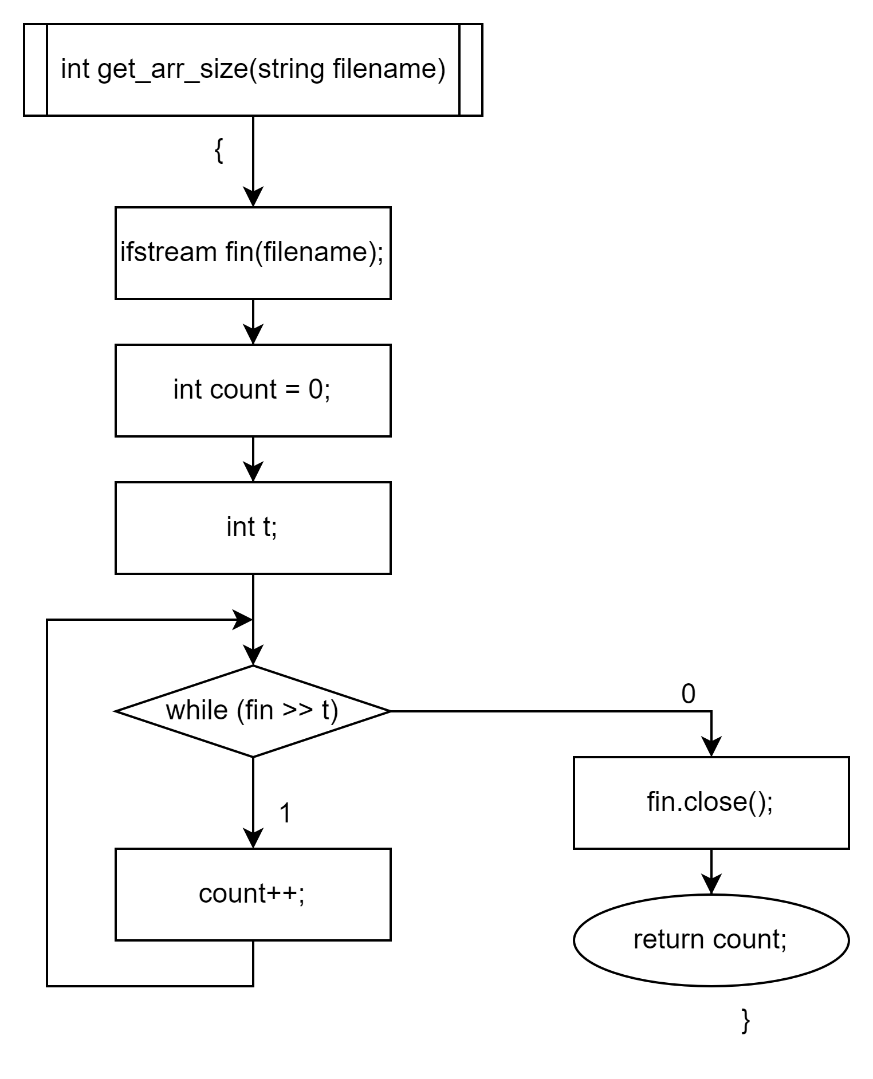 int get_arr_size(string filename)
{
ifstream fin(filename);
int count = 0;
int t;
while (fin >> t)
0
1
fin.close();
count++;
return count;
}